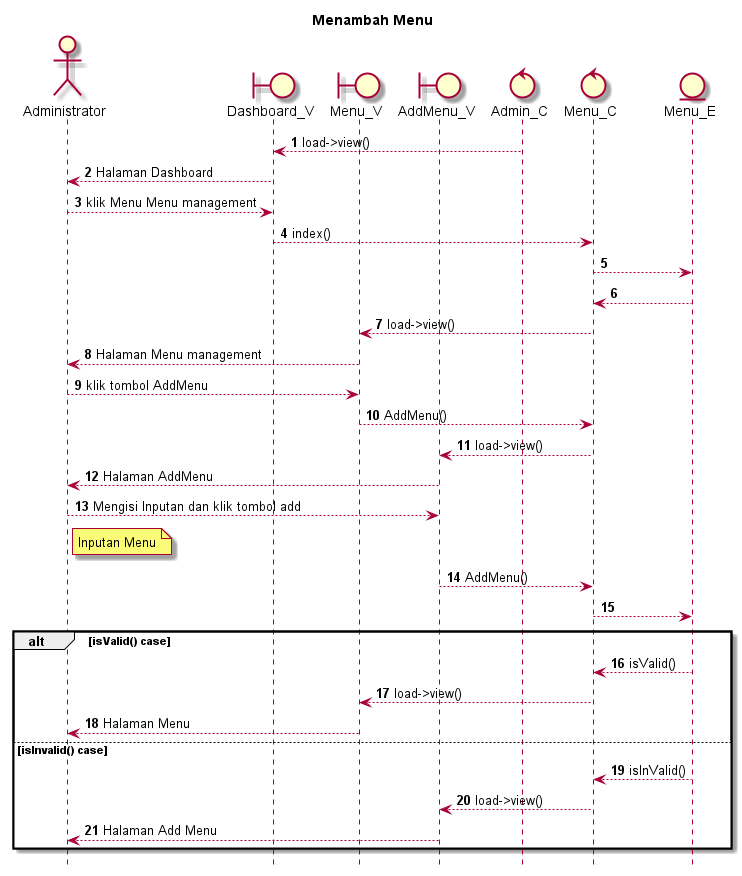 Menambah Menu
Administrator
Dashboard_V
Menu_V
AddMenu_V
Admin_C
Menu_C
Menu_E
1 load->view()
2 Halaman Dashboard
3 klik Menu Menu management
4 index()
5
6
7 load->view()
8 Halaman Menu management
9 klik tombol AddMenu
10 AddMenu()
11 load->view()
12 Halaman AddMenu
13 Mengisi Inputan dan klik tombol add
Inputan Menu
14 AddMenu()
15
alt [isValid() case]
16 isValid()
17 load->view()
18 Halaman Menu
[isInvalid() case]
19 isInValid()
20 load->view()
21 Halaman Add Menu